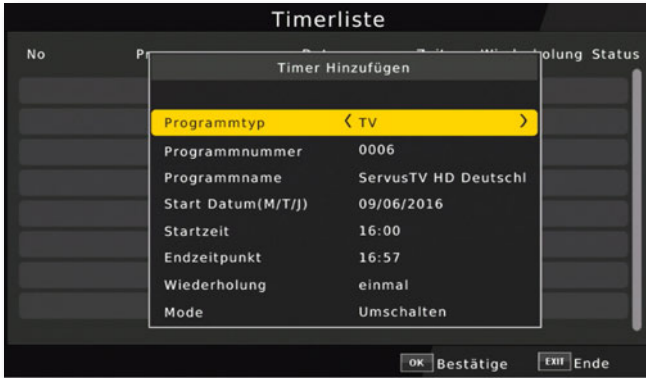 Timerliste
No Status
Timer Hinzufügen
Programmtyp ‹ TV ›
Programmnummer 0006
Programmname ServusTV HD Deutschl
Start Datum(M/T/J) 09/06/2016
Startzeit 16:00
Endzeitpunkt 16:57
Wiederholung einmal
Mode Umschalten
OK Bestätige EXIT Ende